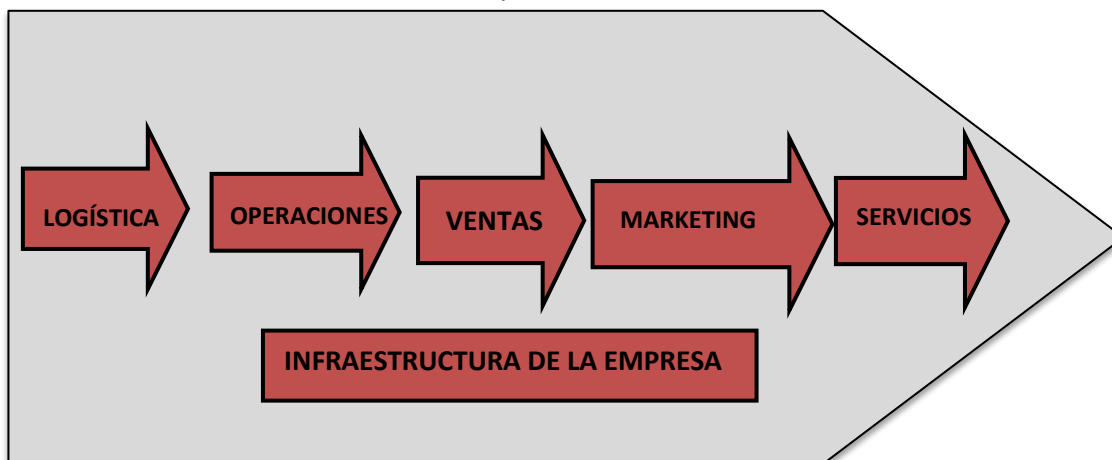 LOGÍSTICA
OPERACIONES
VENTAS
MARKETING
SERVICIOS
INFRAESTRUCTURA DE LA EMPRESA